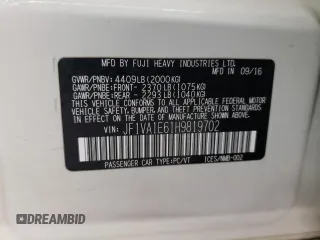 MFD. BY FUJI HEAVY INDUSTRIES LTD.
09/16
GVWR/PNBV: 4409LB(2000KG)
GAWR/PNBE:FRONT- 2370LB(1075KG)
GAWR/PNBE:REAR - 2293LB(1040KG)
THIS VEHICLE CONFORMS TO ALL APPLICABLE FEDERAL MOTOR
VEHICLE SAFETY, BUMPER, AND THEFT PREVENTION STANDARDS
IN EFFECT ON THE DATE OF MANUFACTURE SHOWN ABOVE.
VIN: JF1VA1E61H9819702
PASSENGER CAR TYPE:PC/VT ICES/NMB-002
DREAMBID